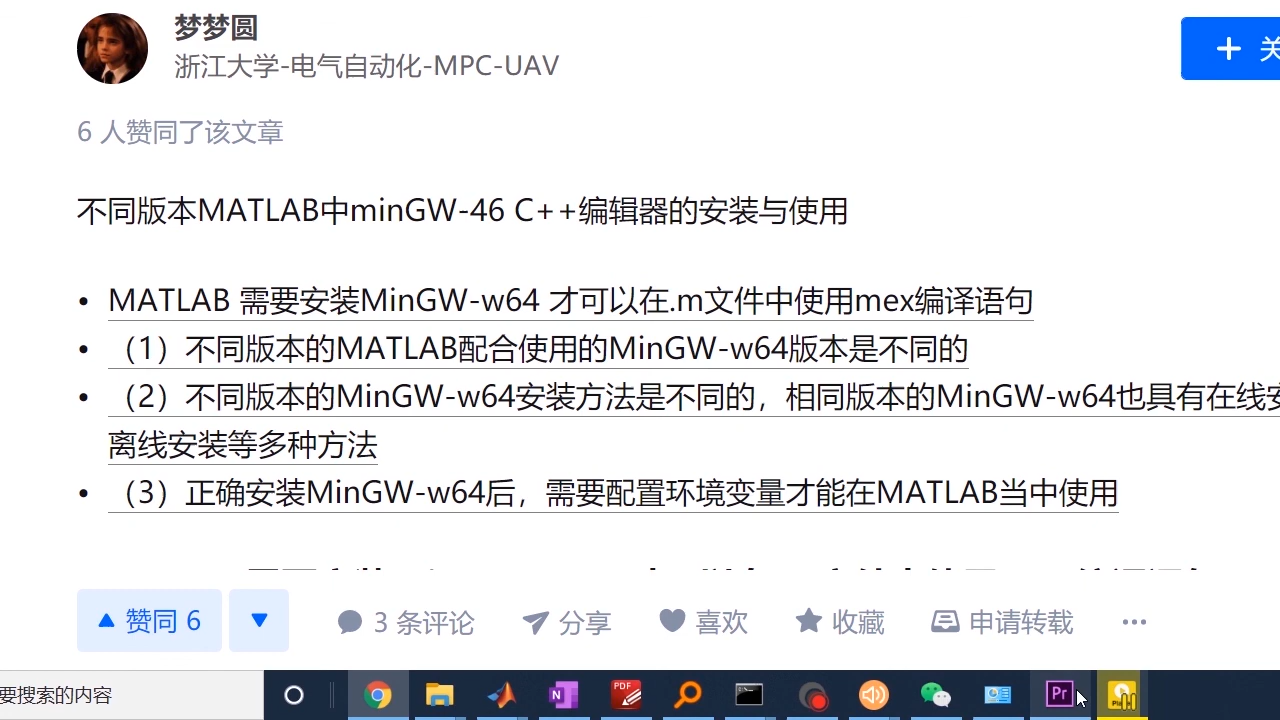 梦梦圆
浙江大学-电气自动化-MPC-UAV
关
6 人赞同了该文章
不同版本MATLAB中minGW-46 C++编辑器的安装与使用
MATLAB 需要安装MinGW-w64 才可以在.m文件中使用mex编译语句
（1）不同版本的MATLAB配合使用的MinGW-w64版本是不同的
（2）不同版本的MinGW-w64安装方法是不同的，相同版本的MinGW-w64也具有在线安
离线安装等多种方法
（3）正确安装MinGW-w64后，需要配置环境变量才能在MATLAB当中使用
赞同 6
3 条评论
分享
喜欢
收藏
申请转载
要搜索的内容
N
PDF
Pr